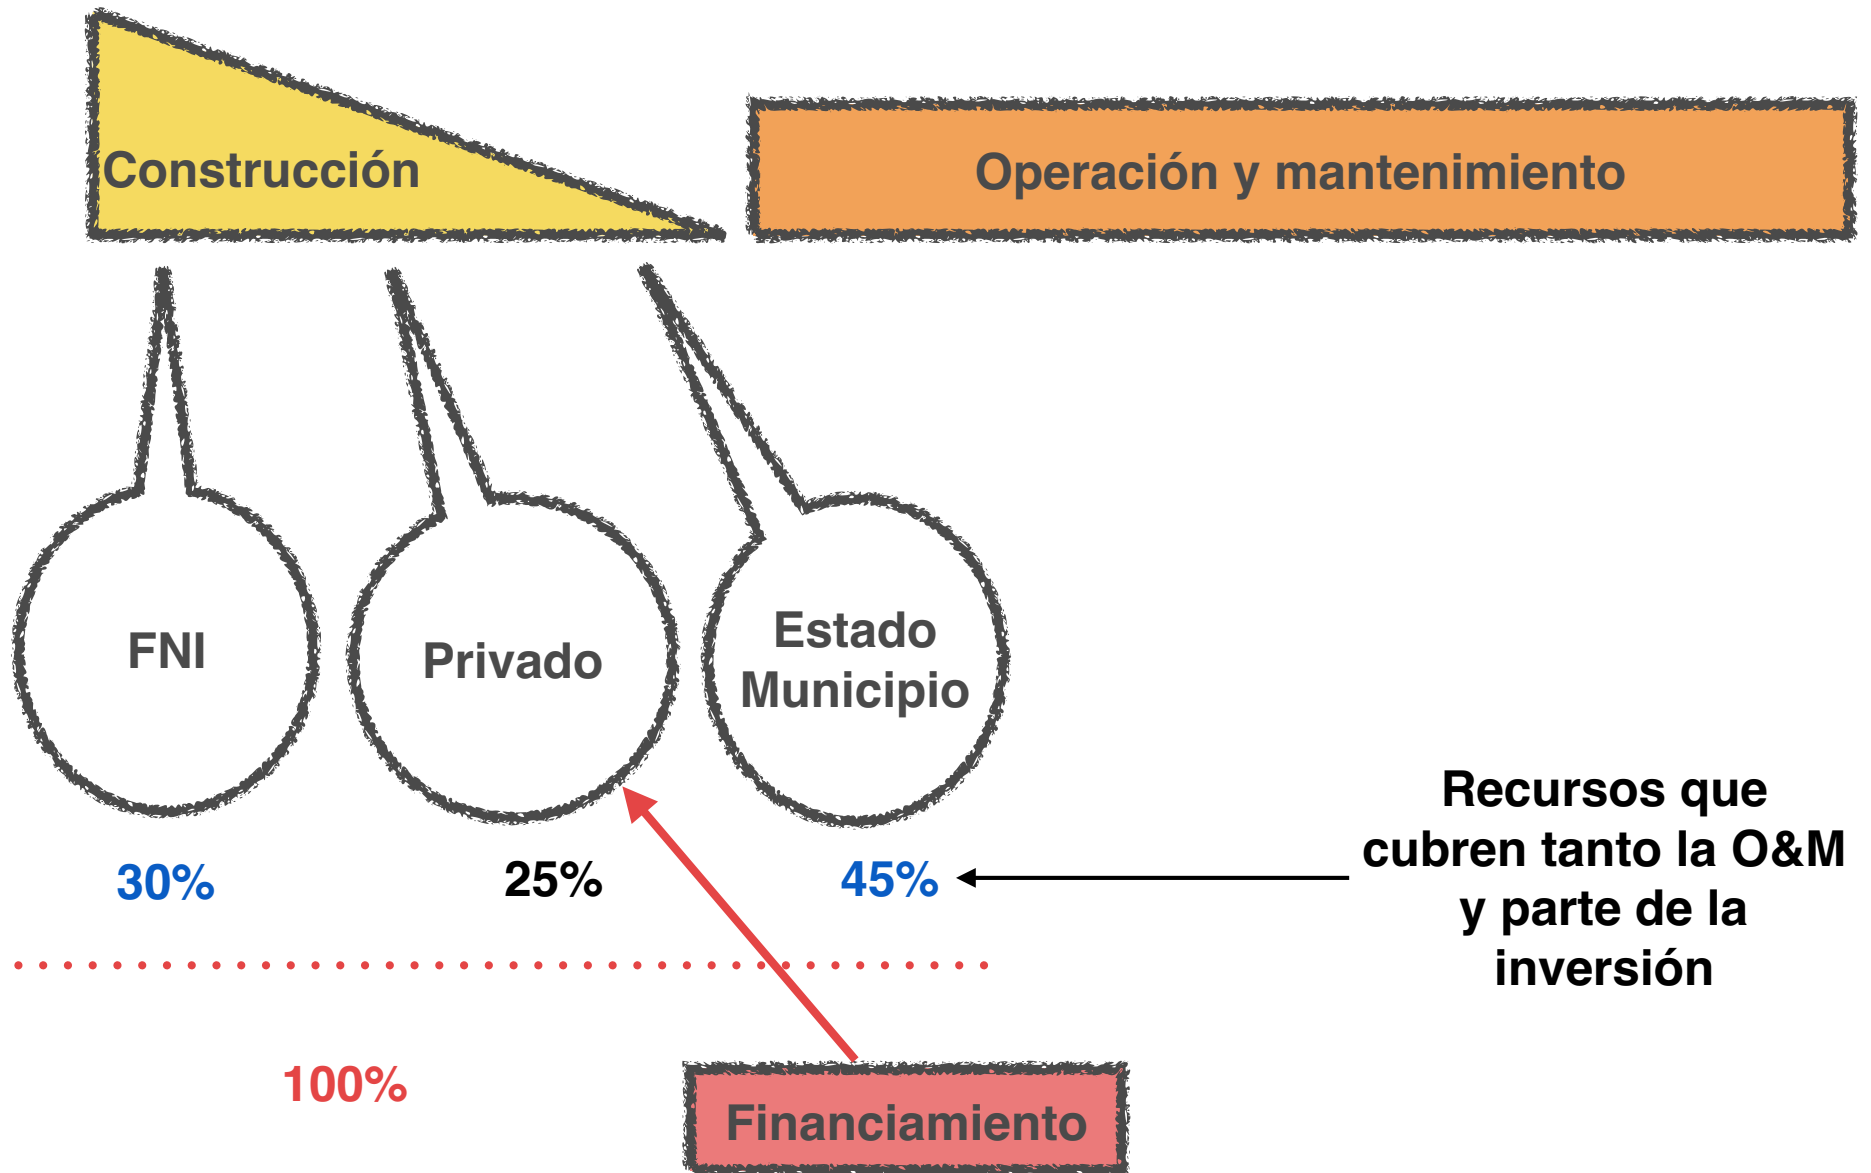 Construcción
Operación y mantenimiento
FNI
Privado
Estado
Municipio
30%
25%
45%
Recursos que
cubren tanto la O&M
y parte de la
inversión
100%
Financiamiento